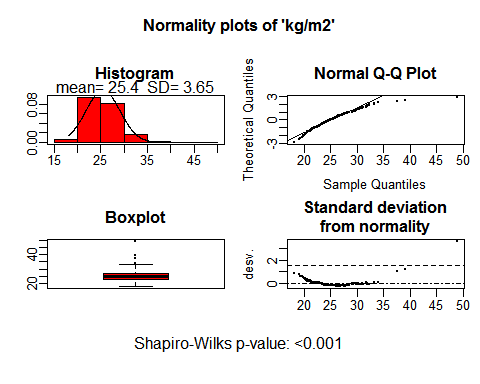 Normality plots of 'kg/m2'
Histogram
mean= 25.4 SD= 3.65
0.00 0.08
15 25 35 45
Normal Q-Q Plot
Theoretical Quantiles
-3 0 3
20 25 30 35 40 45 50
Sample Quantiles
Boxplot
20 40
Standard deviation
from normality
desv.
0 2
20 25 30 35 40 45 50
Shapiro-Wilks p-value: <0.001